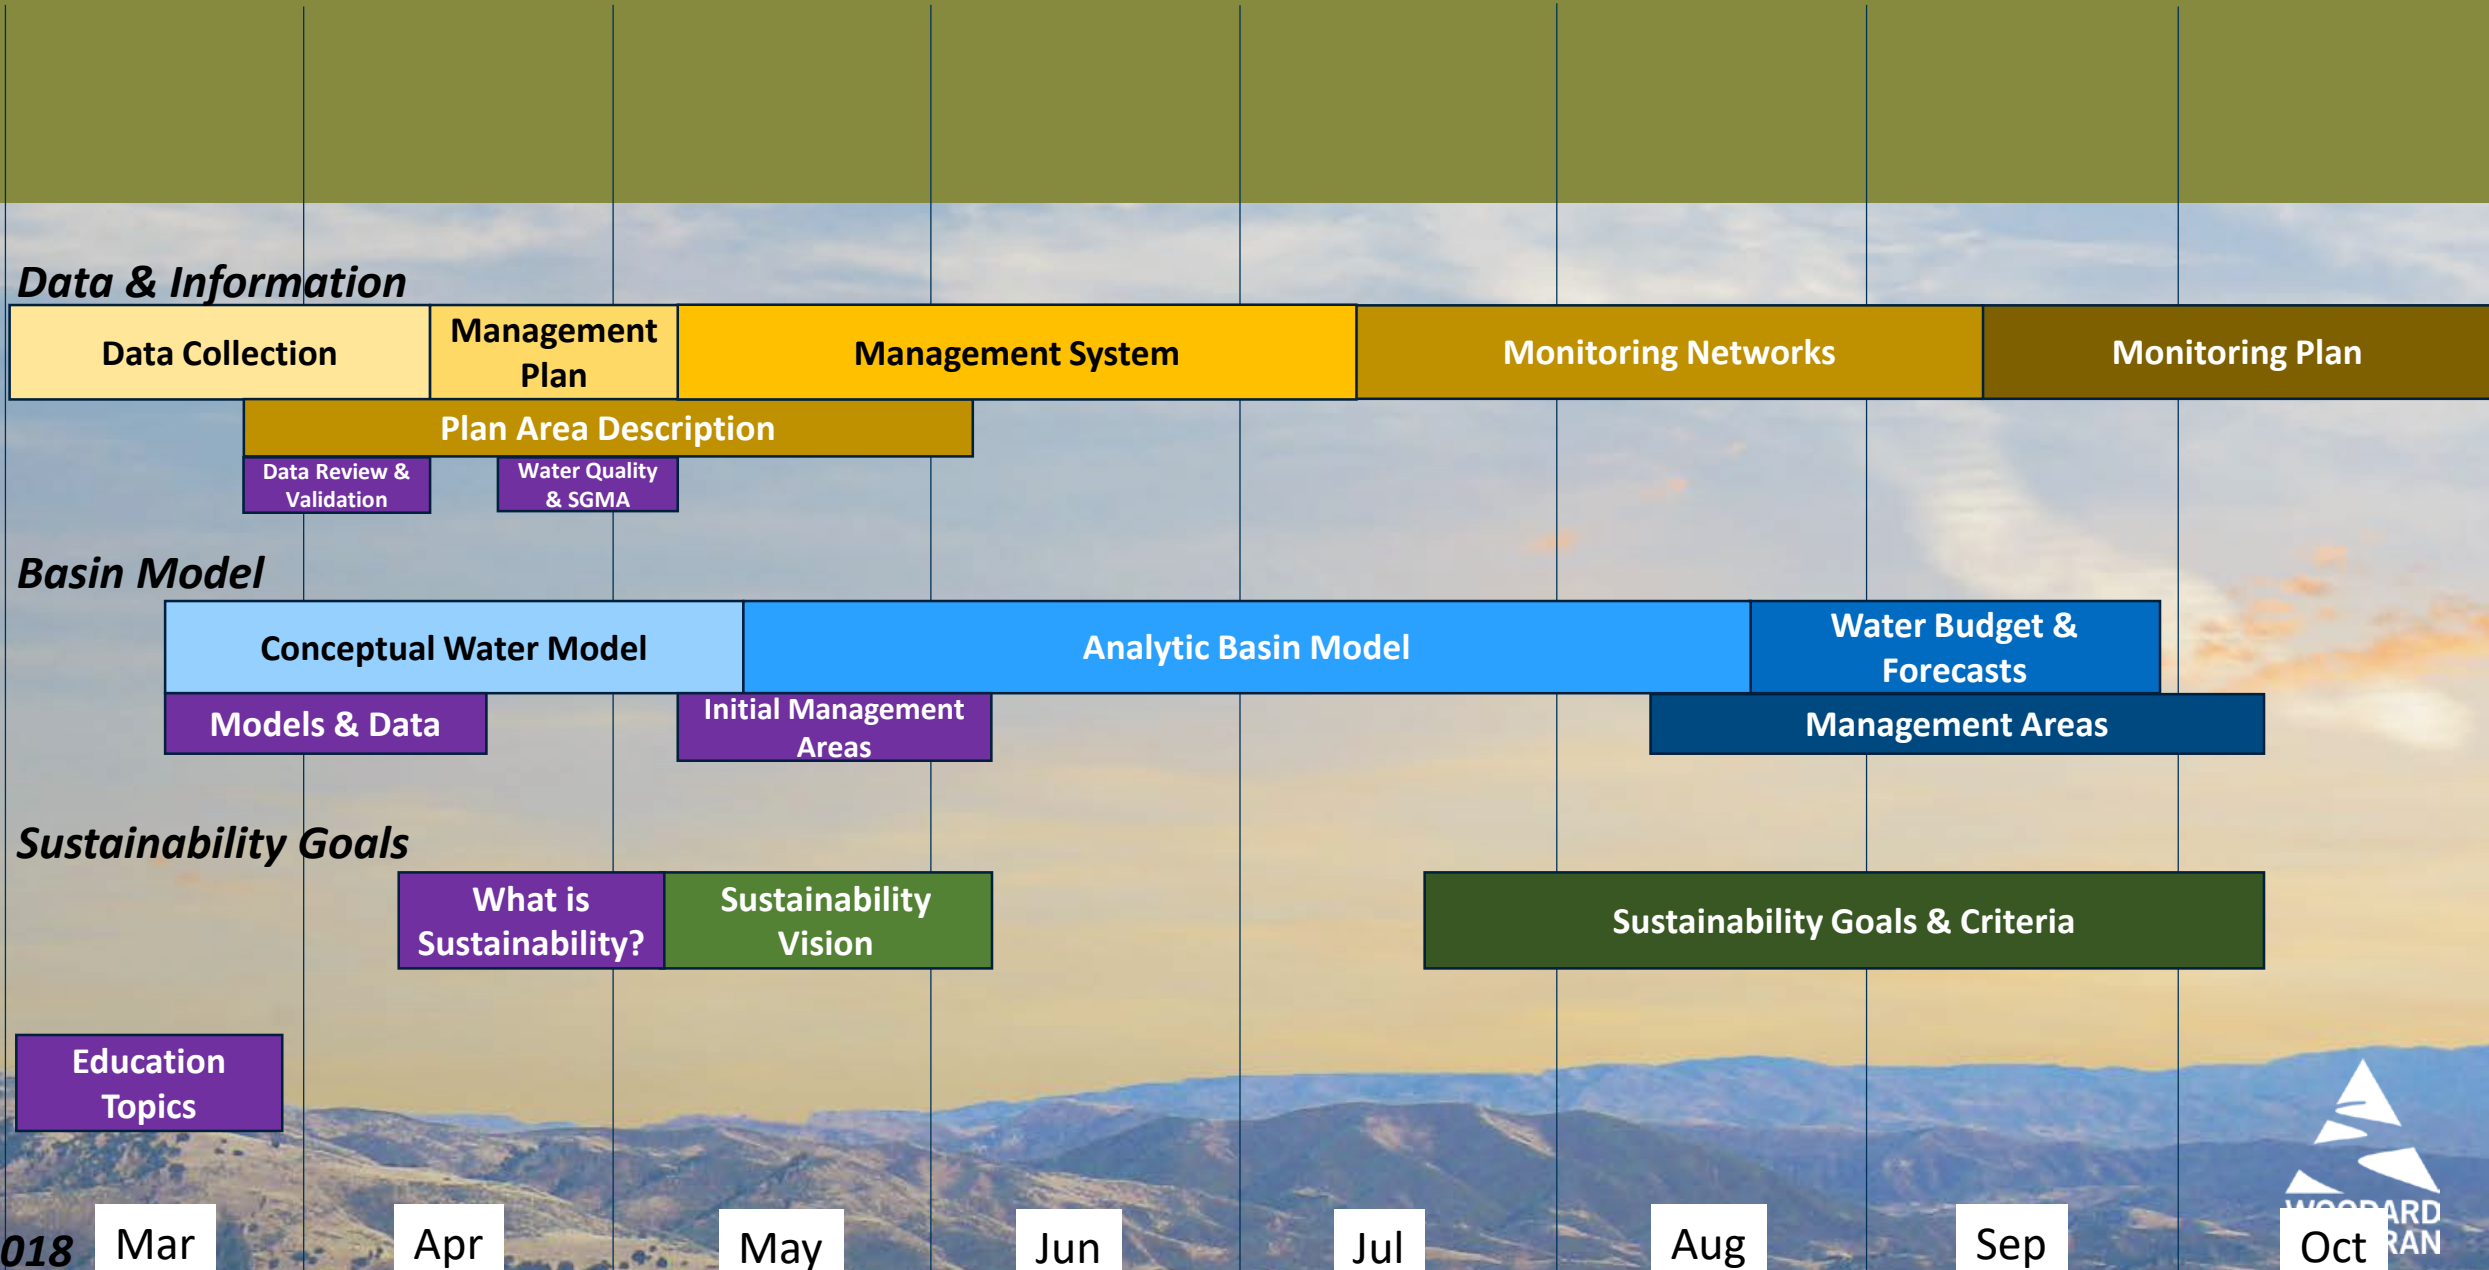 Data & Information
Data Collection
Management
Plan
Management System
Monitoring Networks
Monitoring Plan
Plan Area Description
Data Review &
Validation
Water Quality
& SGMA
Basin Model
Conceptual Water Model
Analytic Basin Model
Water Budget &
Forecasts
Models & Data
Initial Management
Areas
Management Areas
Sustainability Goals
What is
Sustainability?
Sustainability
Vision
Sustainability Goals & Criteria
Education
Topics
018
Mar
Apr
May
Jun
Jul
Aug
Sep
Oct